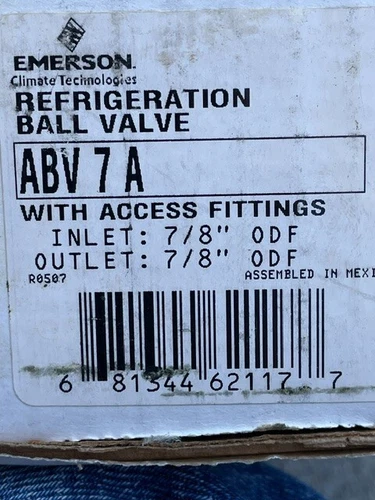 EMERSON.
Climate Technologies
REFRIGERATION
BALL VALVE
ABV 7 A
WITH ACCESS FITTINGS
INLET: 7/8" ODF
OUTLET: 7/8" ODF
R0507 ASSEMBLED IN MEXI
6 81344 62117 7